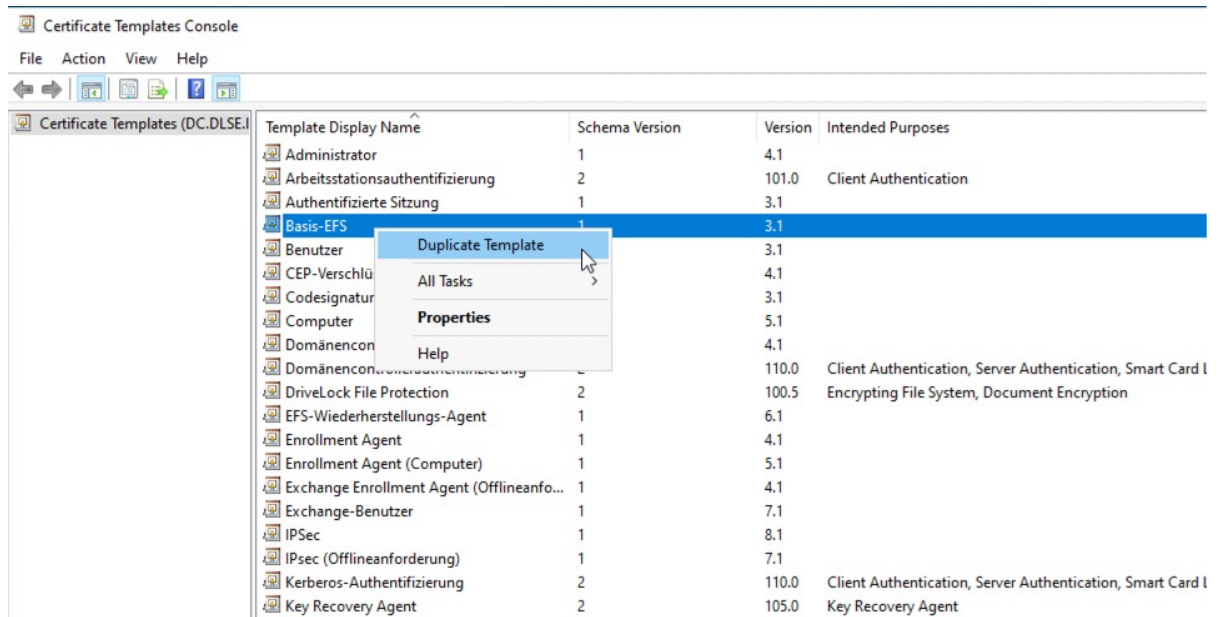 Certificate Templates Console
File Action View Help
Certificate Templates (DC.DLSE.I
Template Display Name Schema Version Version Intended Purposes
Administrator 1 4.1
Arbeitsstationsauthentifizierung 2 101.0 Client Authentication
Authentifizierte Sitzung 1 3.1
Basis-EFS 1 3.1
Benutzer 3.1
CEP-Verschlü 4.1
Codesignatur 3.1
Computer 5.1
Domänencon 4.1
Domänencontrollerauthentifizierung 2 110.0 Client Authentication, Server Authentication, Smart Card L
DriveLock File Protection 2 100.5 Encrypting File System, Document Encryption
EFS-Wiederherstellungs-Agent 1 6.1
Enrollment Agent 1 4.1
Enrollment Agent (Computer) 1 5.1
Exchange Enrollment Agent (Offlineanfo... 1 4.1
Exchange-Benutzer 1 7.1
IPSec 1 8.1
IPsec (Offlineanforderung) 1 7.1
Kerberos-Authentifizierung 2 110.0 Client Authentication, Server Authentication, Smart Card L
Key Recovery Agent 2 105.0 Key Recovery Agent
Duplicate Template
All Tasks >
Properties
Help